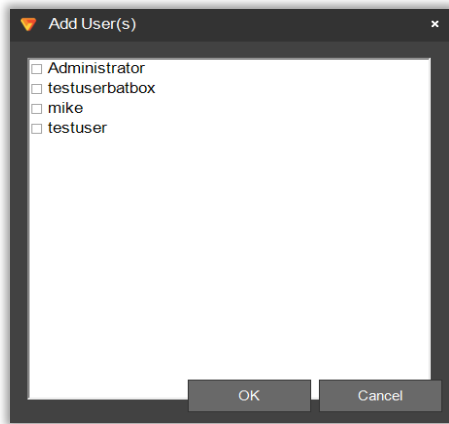 Add User(s)
Administrator
testuserbatbox
mike
testuser
OK
Cancel